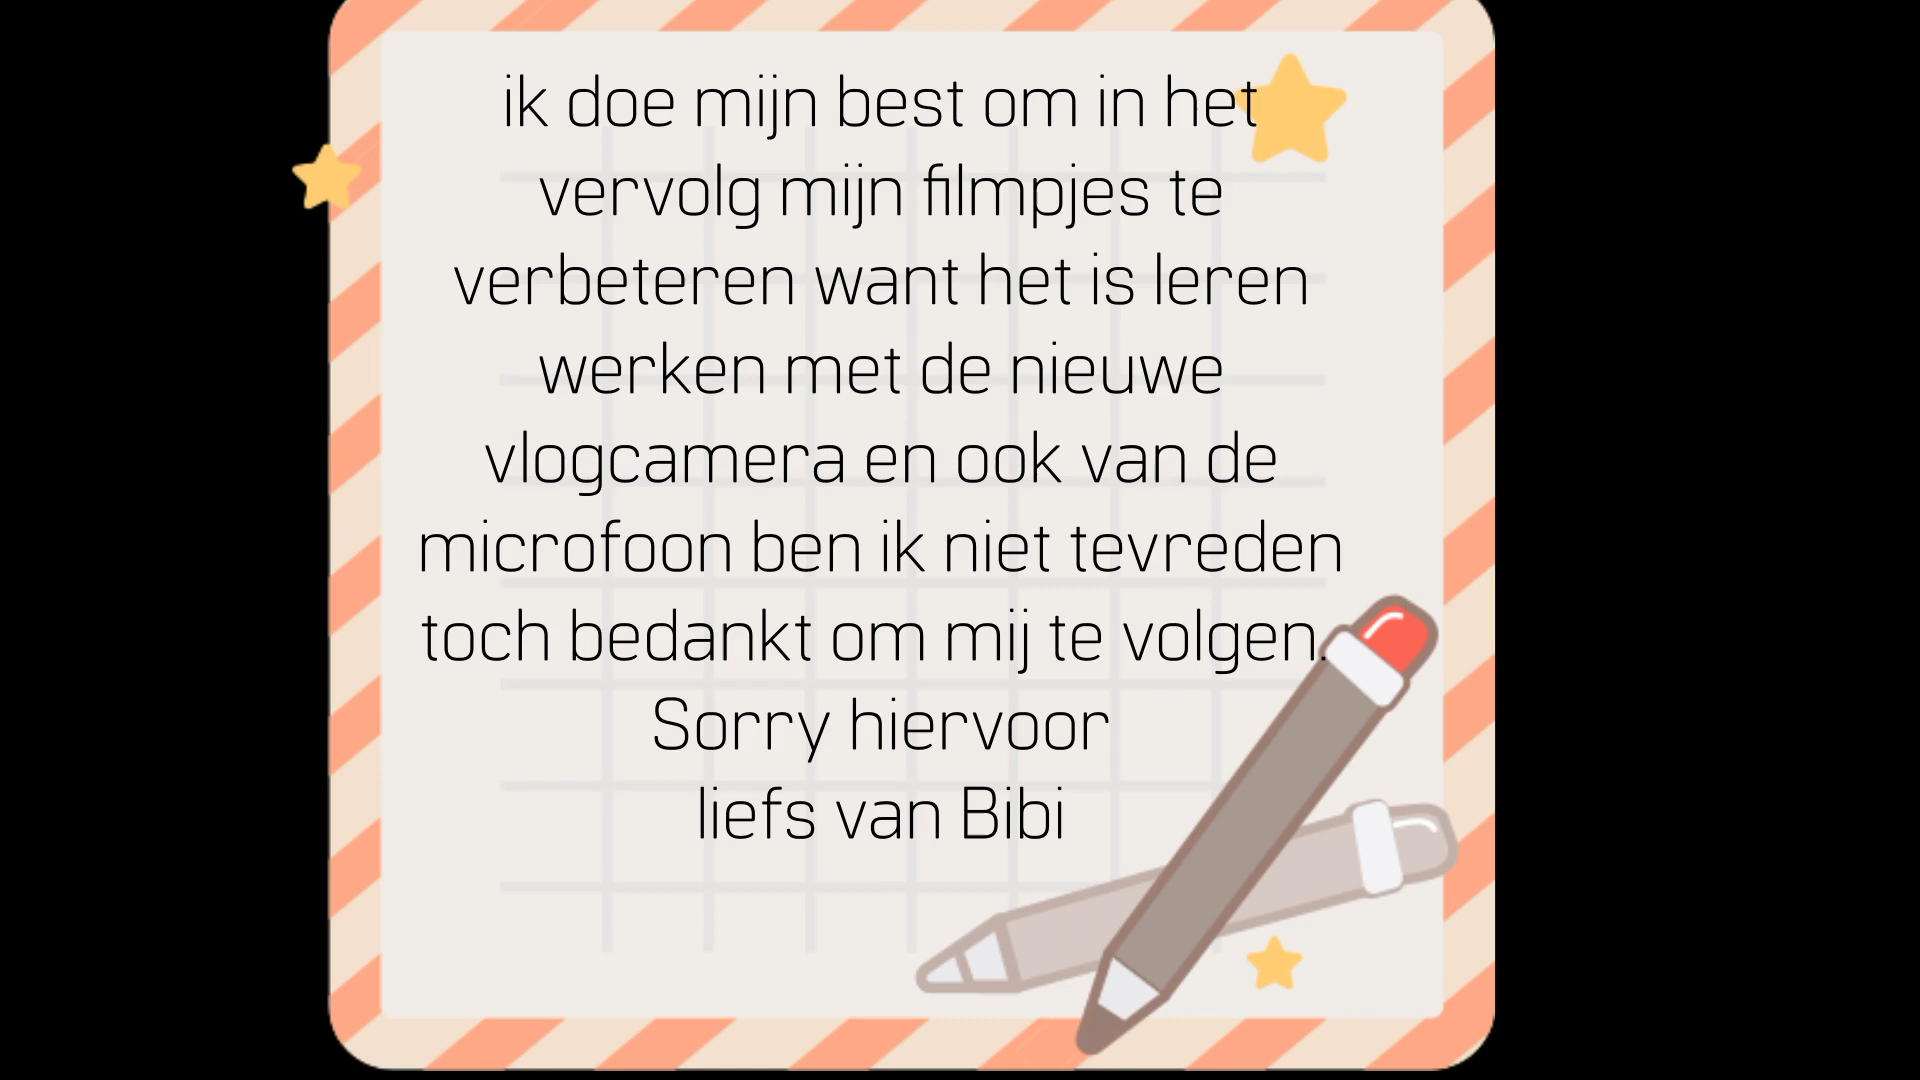 ik doe mijn best om in het
vervolg mijn filmpjes te
verbeteren want het is leren
werken met de nieuwe
vlogcamera en ook van de
microfoon ben ik niet tevreden
toch bedankt om mij te volgen.
Sorry hiervoor
liefs van Bibi